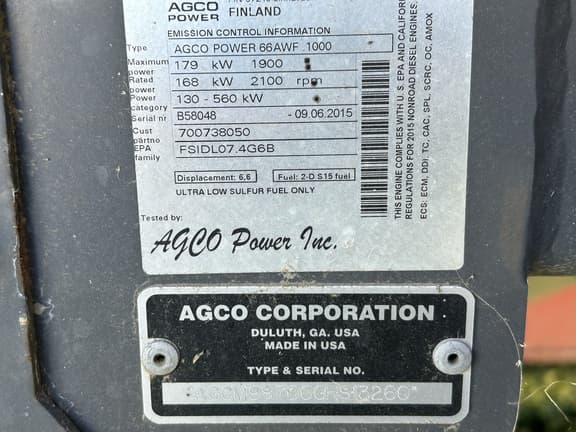 AGCO
POWER FINLAND
EMISSION CONTROL INFORMATION
Type AGCO POWER 66AWF .1000
Maximum power 179 kW 1900
Rated power 168 kW 2100 rpm
Power category 130 - 560 kW
Serial nr B58048 - 09.06.2015
Cust partno 700738050
EPA family FSIDL07.4G6B
Displacement: 6,6 Fuel: 2-D S15 fuel
ULTRA LOW SULFUR FUEL ONLY
Tested by:
AGCO Power Inc.
THIS ENGINE COMPLIES WITH U.S. EPA AND CALIFOR
REGULATIONS FOR 2015 NONROAD DIESEL ENGINES.
ECS: ECM, DDI, TC, CAC, SPL, SCRC, OC, AMOX
AGCO CORPORATION
DULUTH, GA. USA
MADE IN USA
TYPE & SERIAL NO.